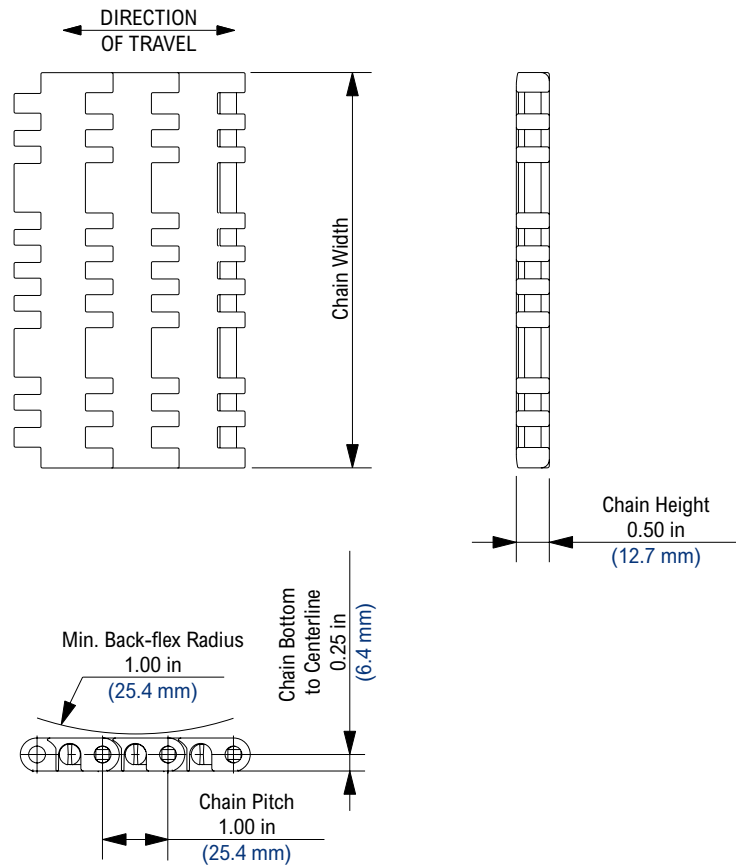 DIRECTION
OF TRAVEL
Chain Width
Chain Height
0.50 in
(12.7 mm)
Chain Bottom
to Centerline
0.25 in
(6.4 mm)
Min. Back-flex Radius
1.00 in
(25.4 mm)
Chain Pitch
1.00 in
(25.4 mm)